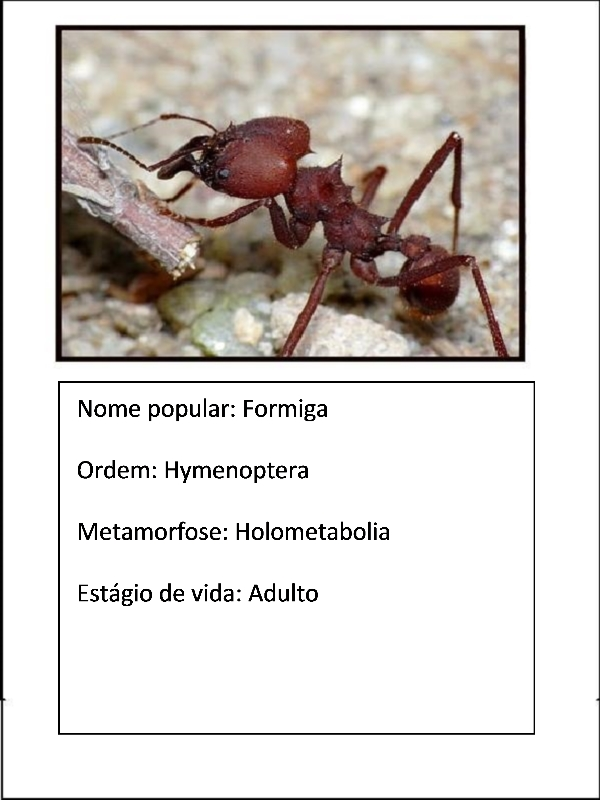 Nome popular: Formiga
Ordem: Hymenoptera
Metamorfose: Holometabolia
Estágio de vida: Adulto